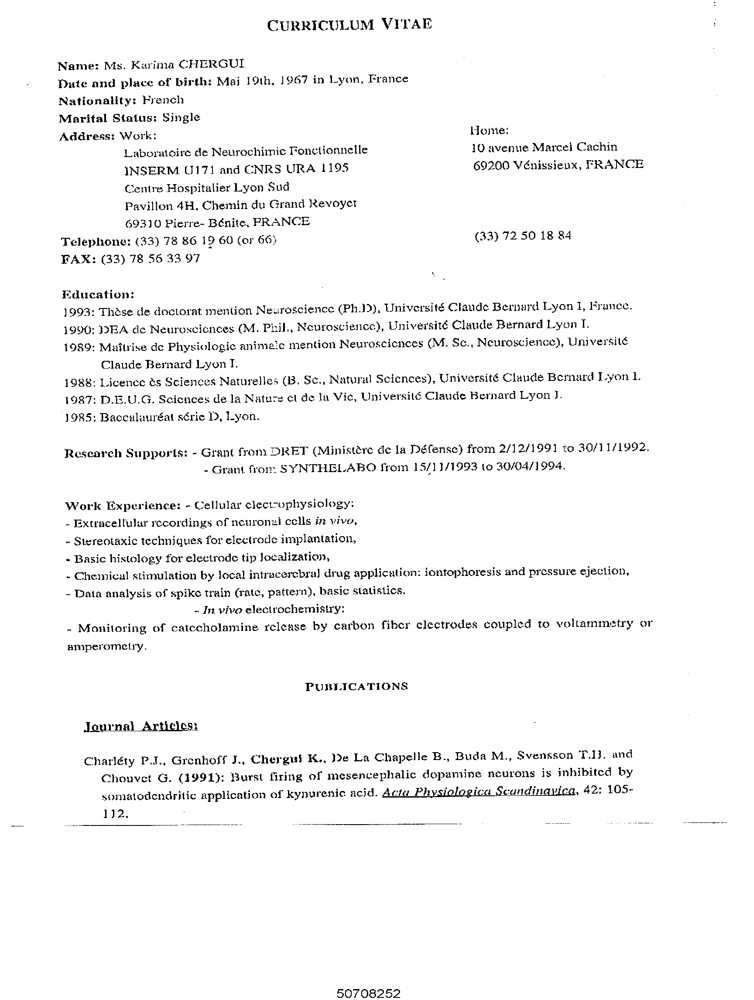 CURRICULUM VITAE
Name: Ms. Karima CHERGUI
Date and place of birth: Mai 19th, 1967 in Lyon, France
Nationality: French
Marital Status: Single
Address: Work:
Laboratoire de Neurochimie Fonctionnelle
INSERM U171 and CNRS URA 1195
Centre Hospitalier Lyon Sud
Pavillon 4H, Chemin du Grand Revoyet
69310 Pierre- Bénite, FRANCE
Home:
10 avenue Marcel Cachin
69200 Vénissieux, FRANCE
Telephone: (33) 78 86 19 60 (or 66)
(33) 72 50 18 84
FAX: (33) 78 56 33 97
Education:
1993: Thèse de doctorat mention Neuroscience (Ph.D), Université Claude Bernard Lyon I, France.
1990: DEA de Neurosciences (M. Phil., Neuroscience), Université Claude Bernard Lyon I.
1989: Maîtrise de Physiologie animale mention Neurosciences (M. Sc., Neuroscience), Université
Claude Bernard Lyon I.
1988: Licence ès Sciences Naturelles (B. Sc., Natural Sciences), Université Claude Bernard Lyon I.
1987: D.E.U.G. Sciences de la Nature et de la Vie, Université Claude Bernard Lyon I.
1985: Baccalauréat série D, Lyon.
Research Supports: - Grant from DRET (Ministère de la Défense) from 2/12/1991 to 30/11/1992.
- Grant from SYNTHELABO from 15/11/1993 to 30/04/1994.
Work Experience: - Cellular electrophysiology:
- Extracellular recordings of neuronal cells in vivo,
- Stereotaxic techniques for electrode implantation,
- Basic histology for electrode tip localization,
- Chemical stimulation by local intracerebral drug application: iontophoresis and pressure ejection,
- Data analysis of spike train (rate, pattern), basic statistics.
- In vivo electrochemistry:
- Monitoring of catecholamine release by carbon fiber electrodes coupled to voltammetry or
amperometry.
PUBLICATIONS
Journal Articles:
Charléty P.J., Grenhoff J., Chergui K., De La Chapelle B., Buda M., Svensson T.H. and
Chouvet G. (1991): Burst firing of mesencephalic dopamine neurons is inhibited by
somatodendritic application of kynurenic acid. Acta Physiologica Scandinavica, 42: 105-
112.
50708252